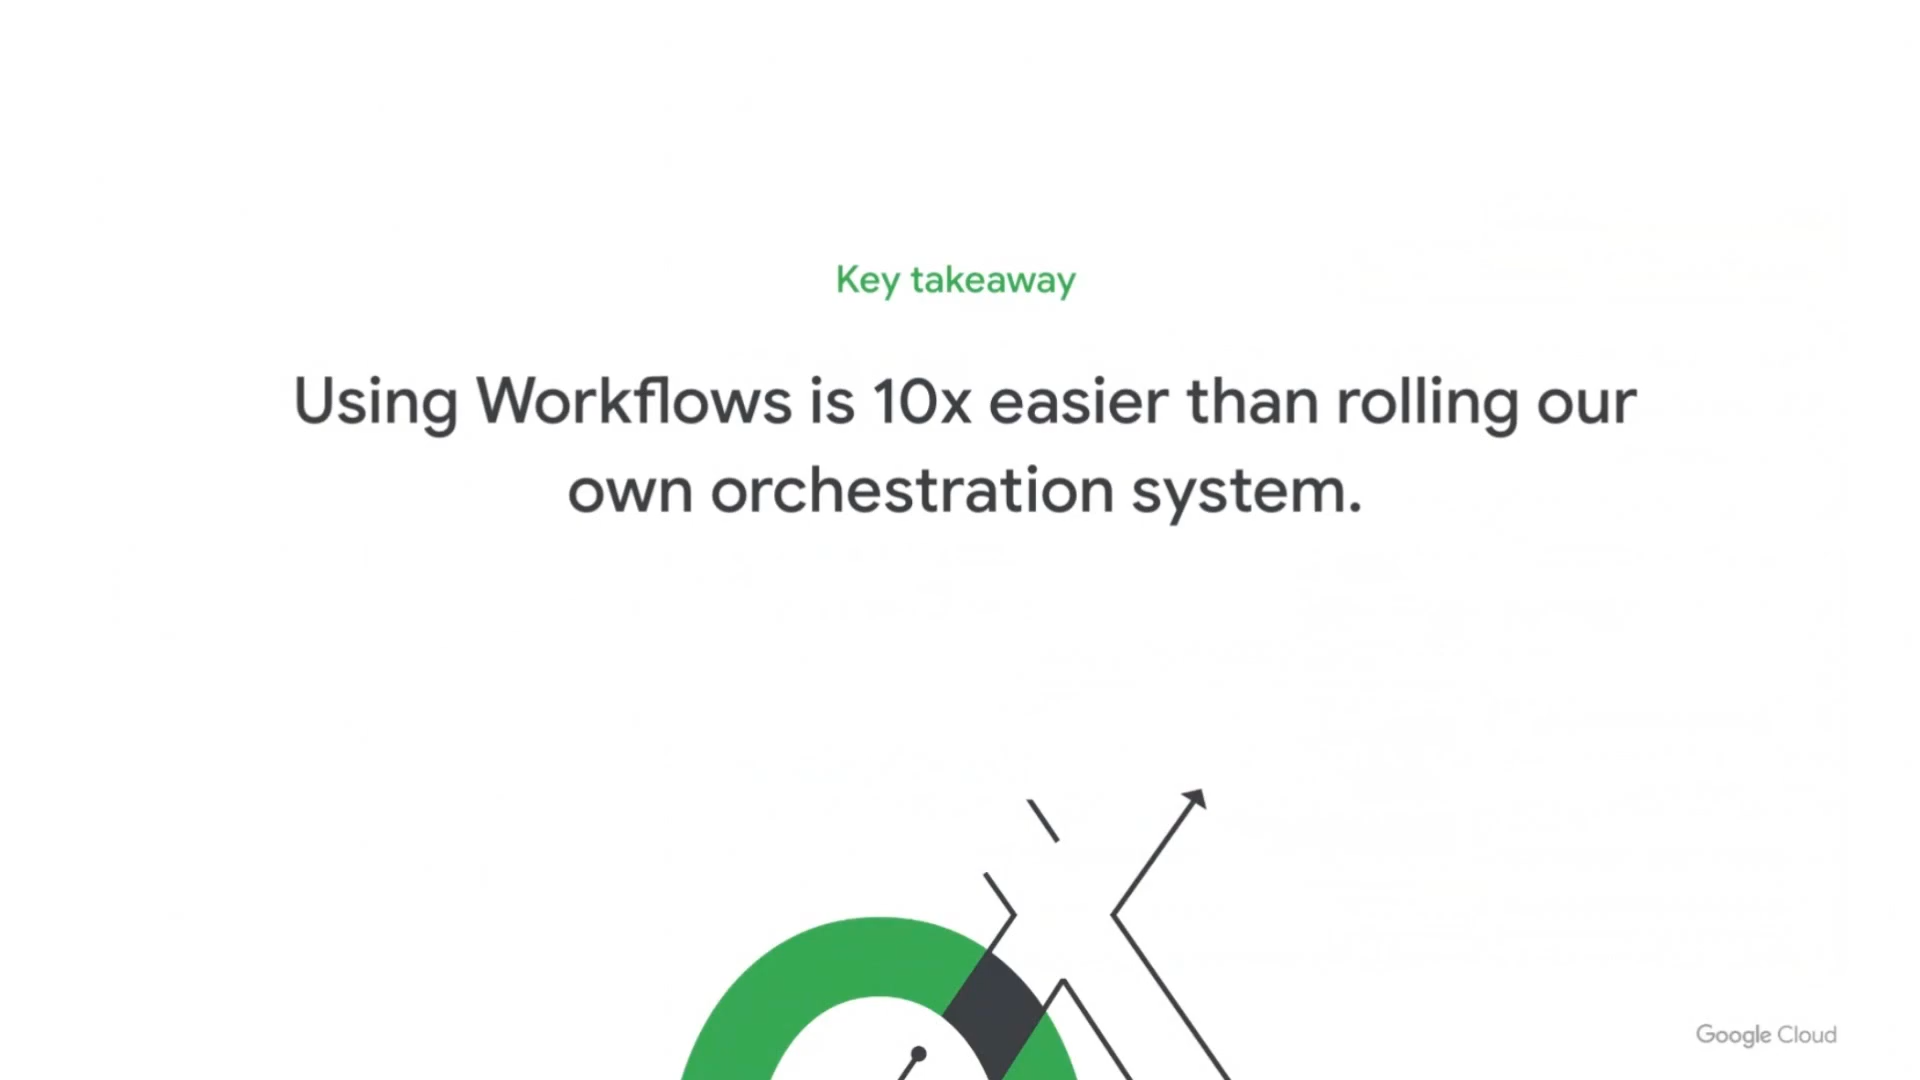 Key takeaway
Using Workflows is 10x easier than rolling our
own orchestration system.
Google Cloud